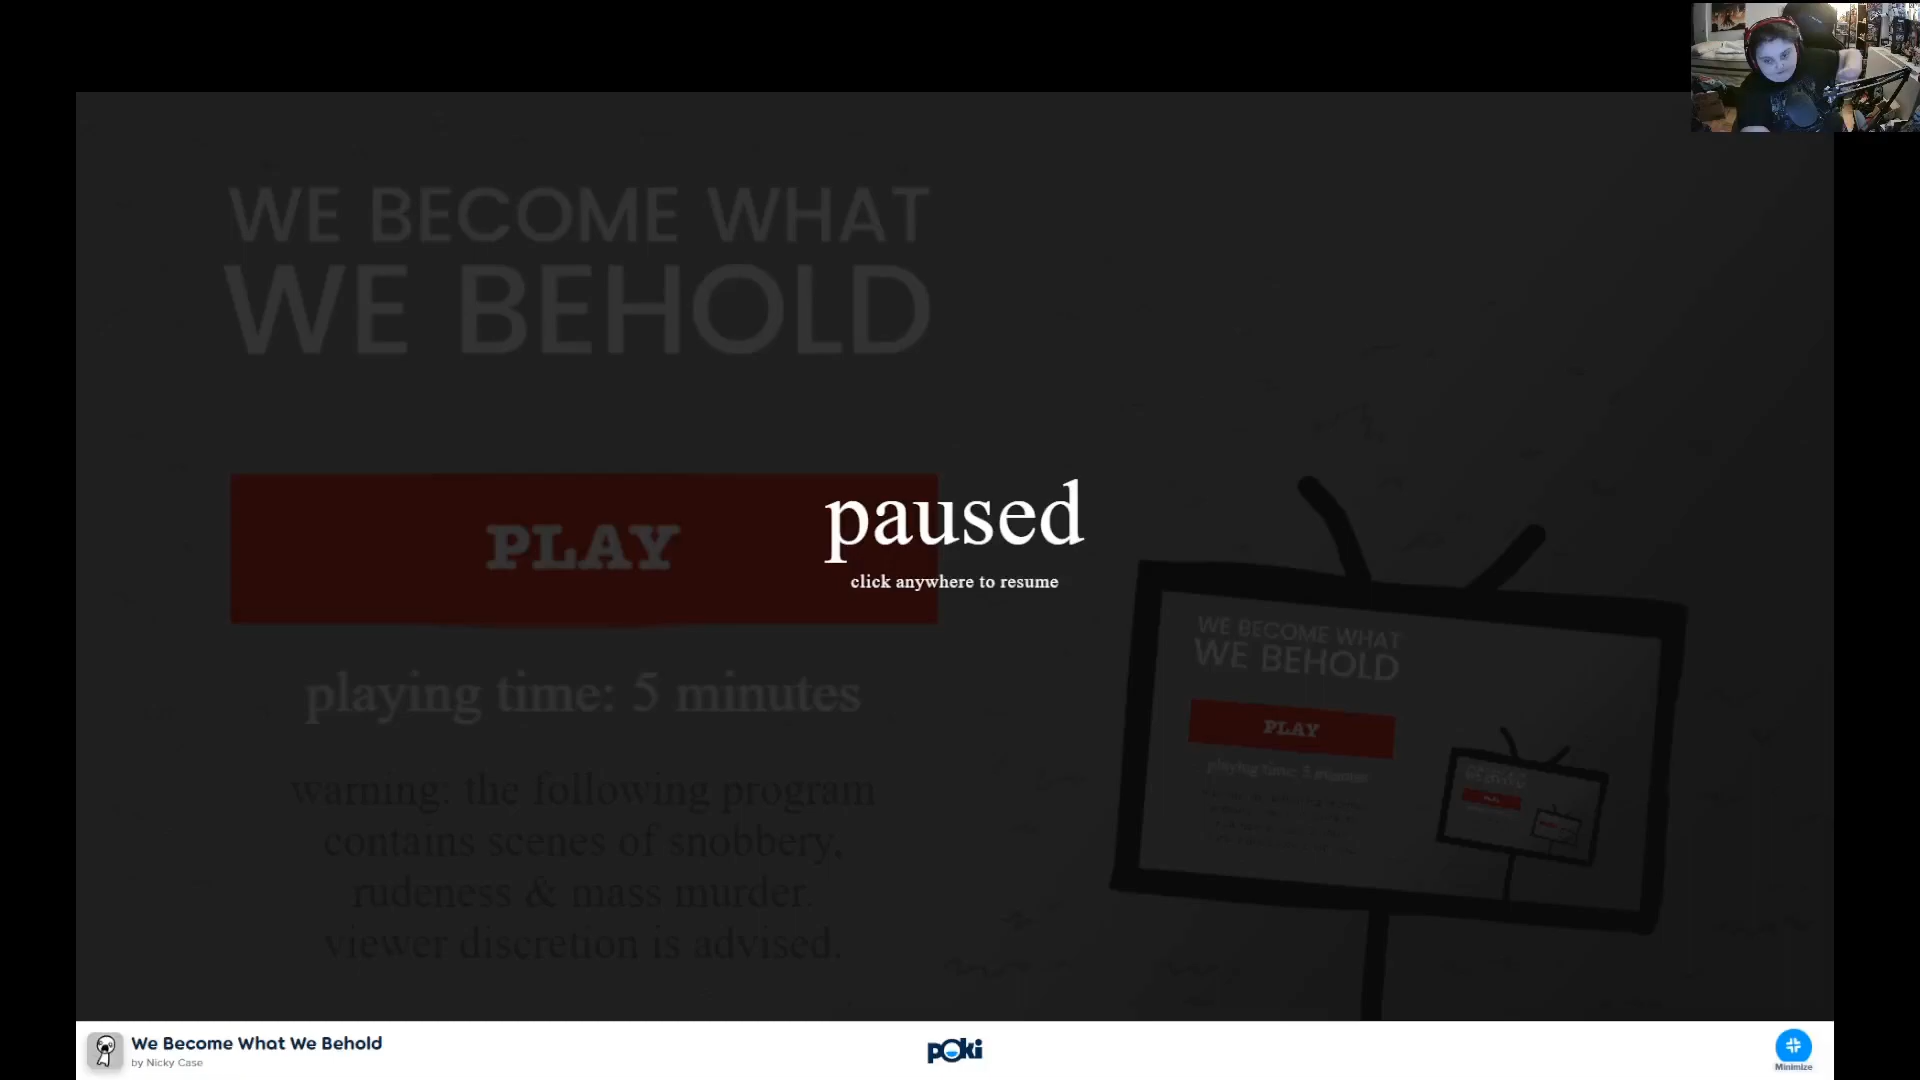 WE BECOME WHAT
WE BEHOLD
PLAY
paused
click anywhere to resume
playing time: 5 minutes
warning: the following program
contains scenes of snobbery,
rudeness & mass murder.
viewer discretion is advised.
WE BECOME WHAT
WE BEHOLD
PLAY
playing time: 5 minutes
We Become What We Behold
by Nicky Case
poki
Minimize